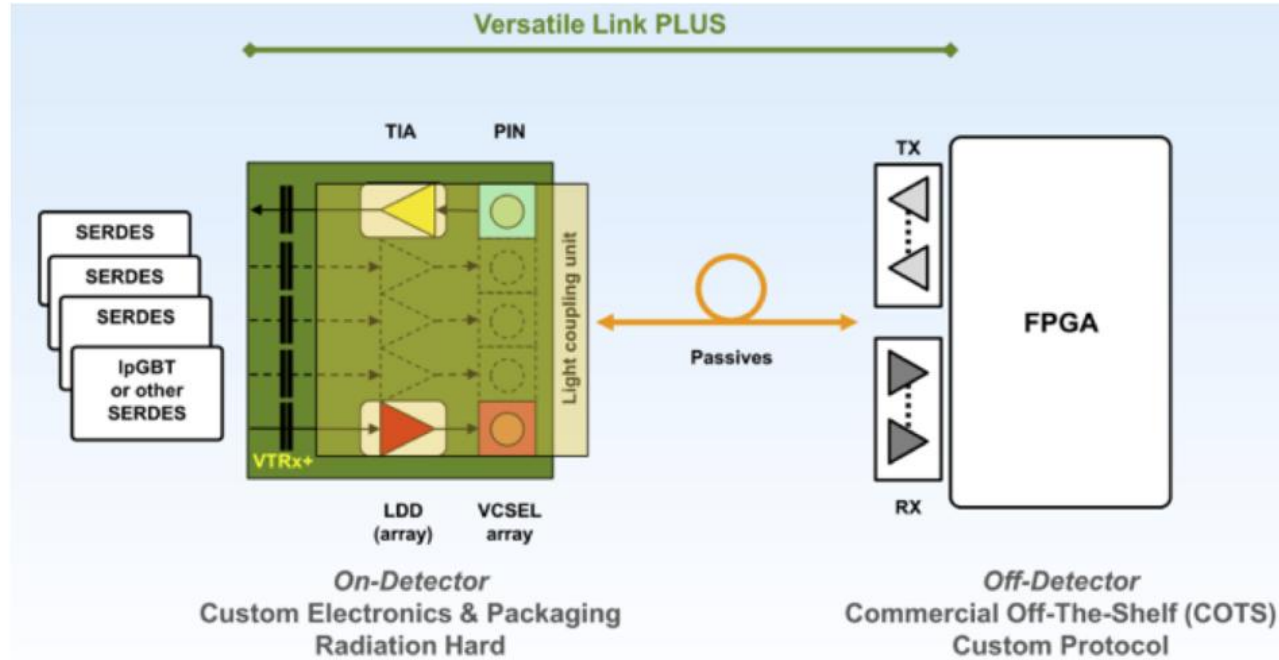 Versatile Link PLUS
TIA
PIN
TX
SERDES
SERDES
SERDES
lpGBT
or other
SERDES
Light coupling unit
Passives
FPGA
VTRx+
LDD
(array)
VCSEL
array
RX
On-Detector
Custom Electronics & Packaging
Radiation Hard
Off-Detector
Commercial Off-The-Shelf (COTS)
Custom Protocol